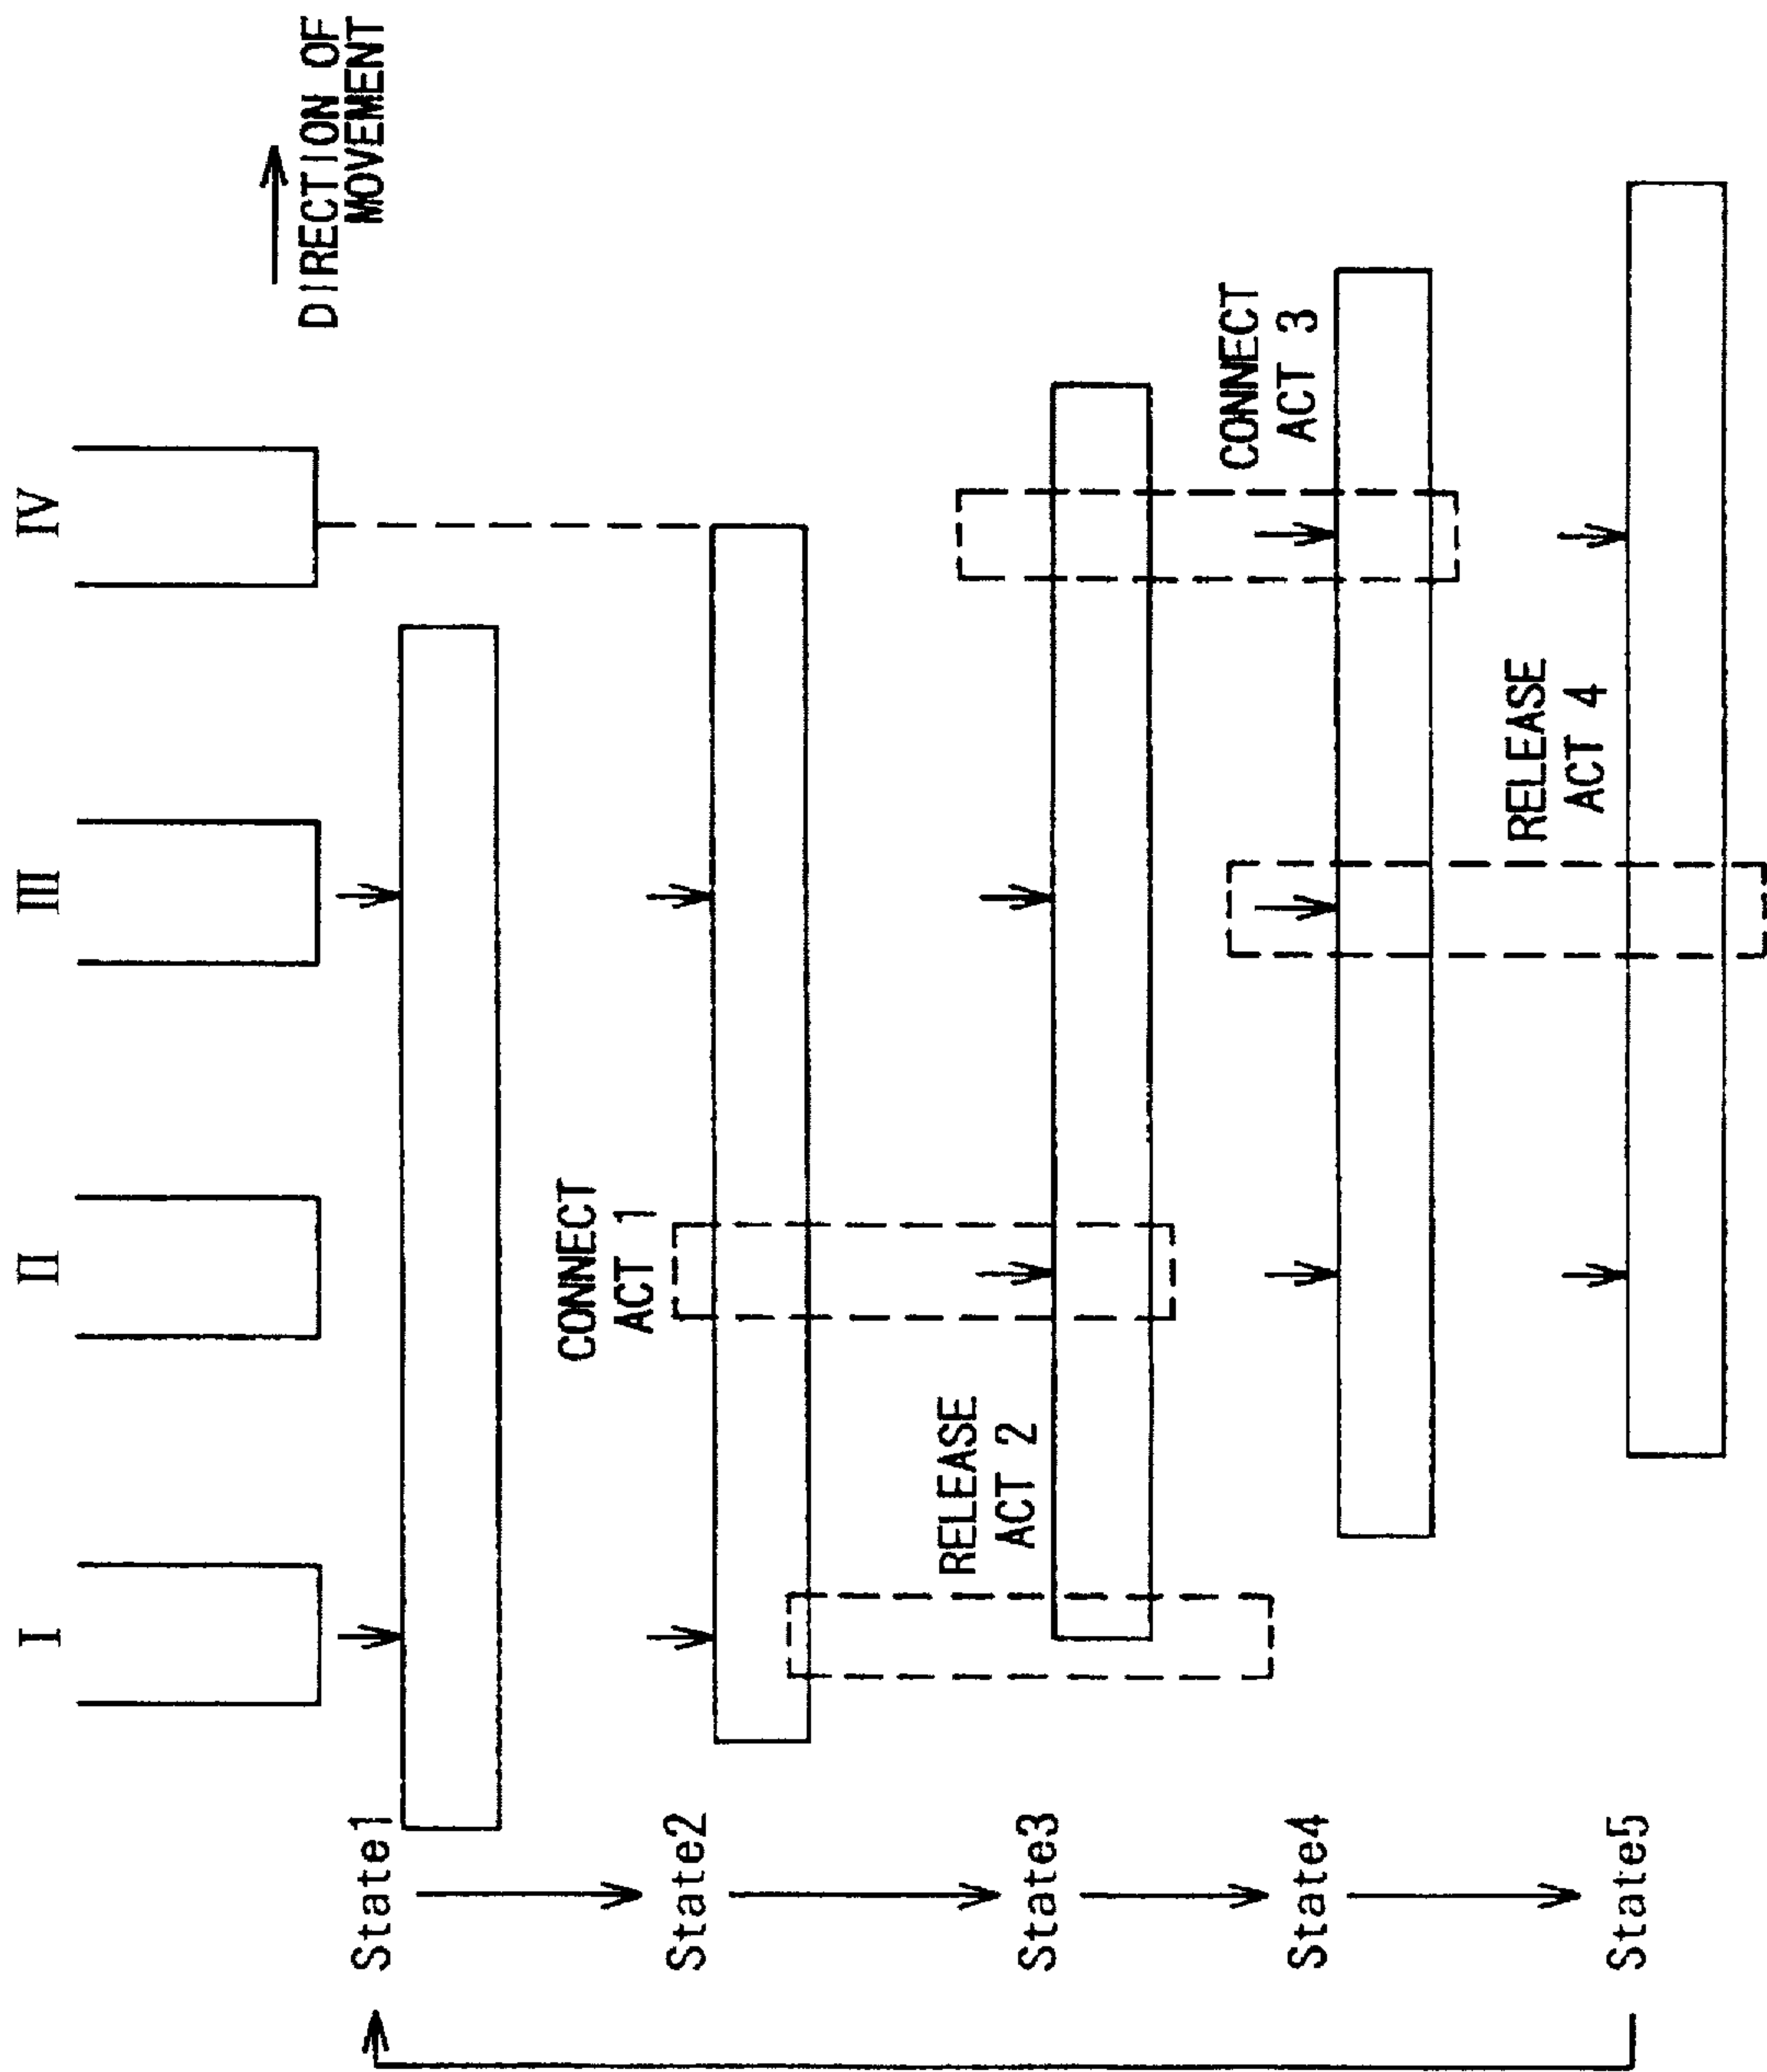 I
II
III
IV
DIRECTION OF
MOVEMENT
State1
State2
CONNECT
ACT 1
State3
RELEASE
ACT 2
State4
CONNECT
ACT 3
State5
RELEASE
ACT 4